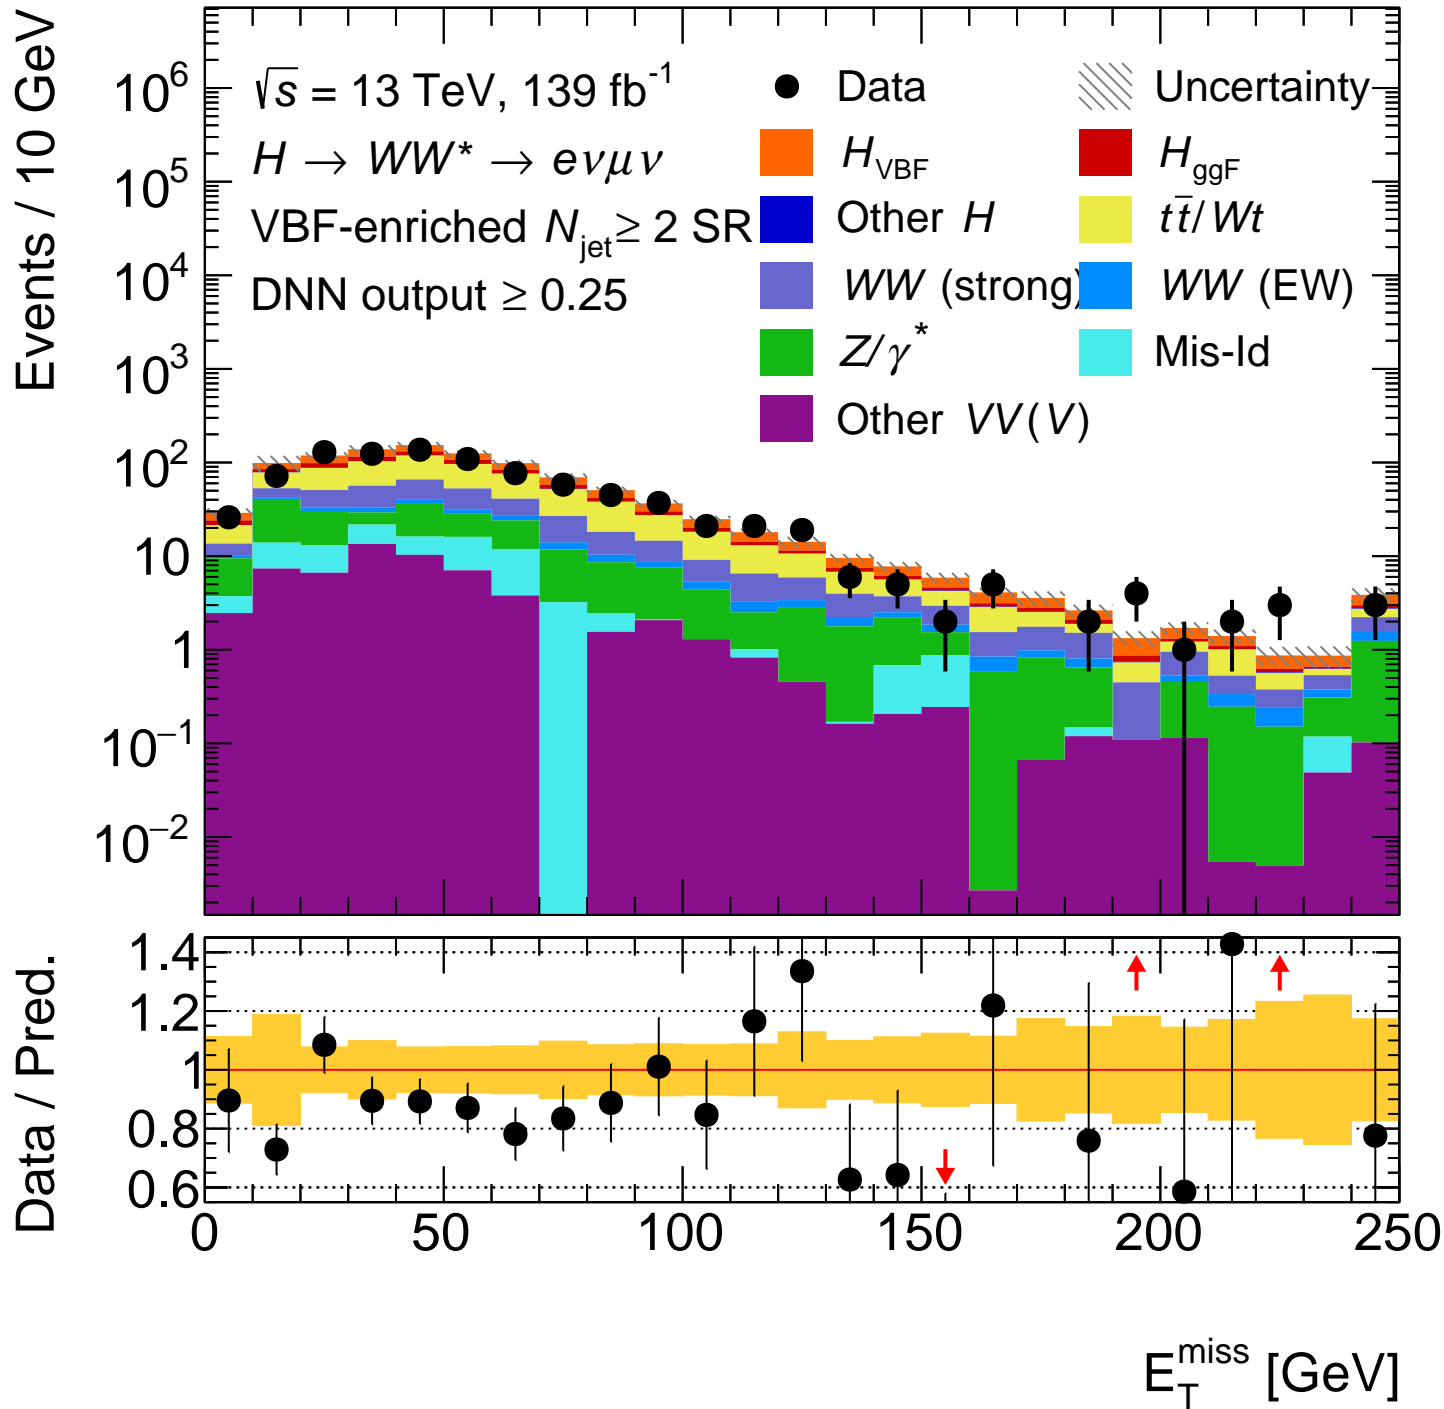 Events / 10 GeV
10⁶
10⁵
10⁴
10³
10²
10
1
10⁻¹
10⁻²
√s = 13 TeV, 139 fb⁻¹
H → WW* → eνμν
VBF-enriched N_jet ≥ 2 SR
DNN output ≥ 0.25
Data
Uncertainty
H_VBF
H_ggF
Other H
tt̄/Wt
WW (strong)
WW (EW)
Z/γ*
Mis-Id
Other VV(V)
Data / Pred.
1.4
1.2
1
0.8
0.6
0 50 100 150 200 250
E_T^miss [GeV]